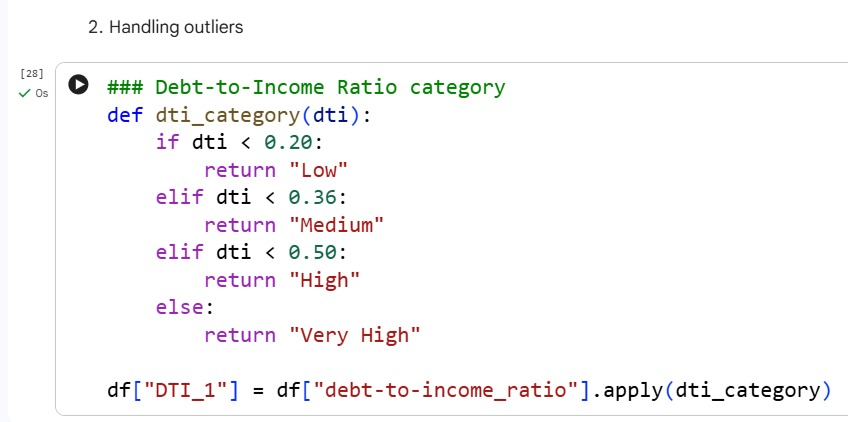 2. Handling outliers
[28]
✓ 0s
### Debt-to-Income Ratio category
def dti_category(dti):
    if dti < 0.20:
        return "Low"
    elif dti < 0.36:
        return "Medium"
    elif dti < 0.50:
        return "High"
    else:
        return "Very High"
df["DTI_1"] = df["debt-to-income_ratio"].apply(dti_category)